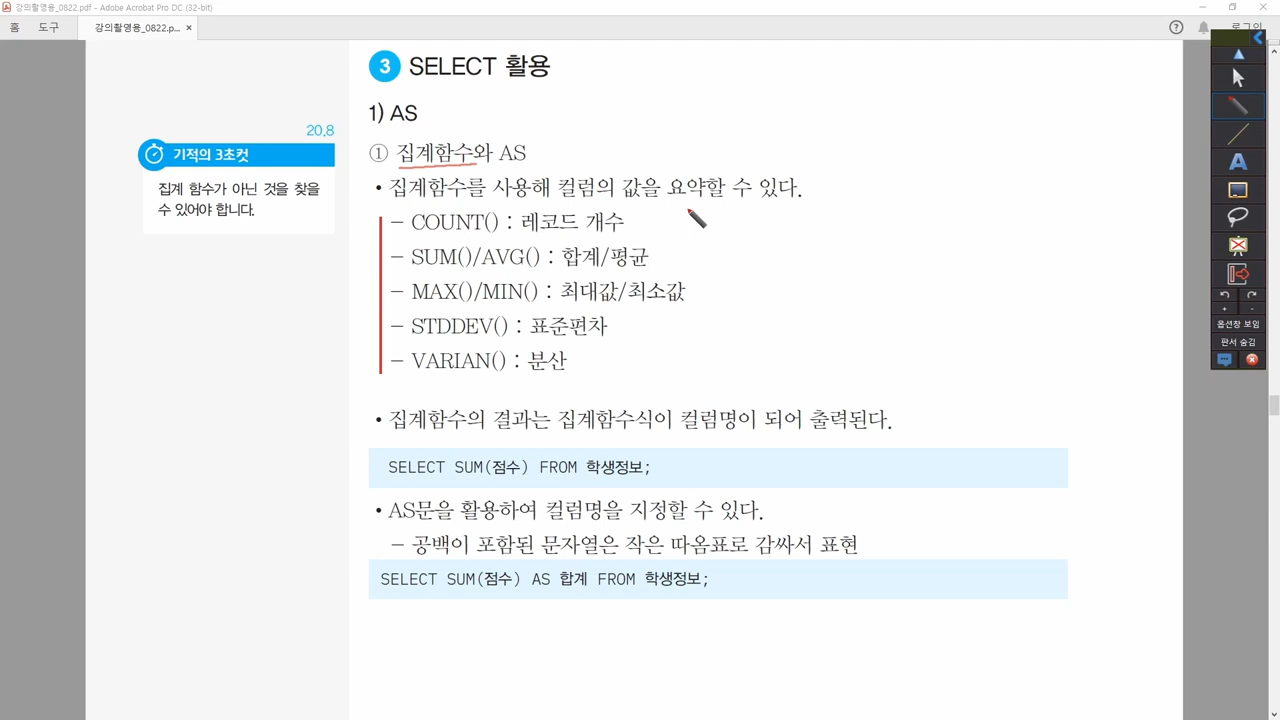 강의촬영용_0822.pdf - Adobe Acrobat Pro DC (32-bit)
홈 도구 강의촬영용_0822.p... × 로그인
3 SELECT 활용
1) AS
20.8
기적의 3초컷
집계 함수가 아닌 것을 찾을
수 있어야 합니다.
① 집계함수와 AS
• 집계함수를 사용해 컬럼의 값을 요약할 수 있다.
– COUNT() : 레코드 개수
– SUM()/AVG() : 합계/평균
– MAX()/MIN() : 최대값/최소값
– STDDEV() : 표준편차
– VARIAN() : 분산
• 집계함수의 결과는 집계함수식이 컬럼명이 되어 출력된다.
SELECT SUM(점수) FROM 학생정보;
• AS문을 활용하여 컬럼명을 지정할 수 있다.
– 공백이 포함된 문자열은 작은 따옴표로 감싸서 표현
SELECT SUM(점수) AS 합계 FROM 학생정보;
A
+ -
옵션창 보임
판서 숨김